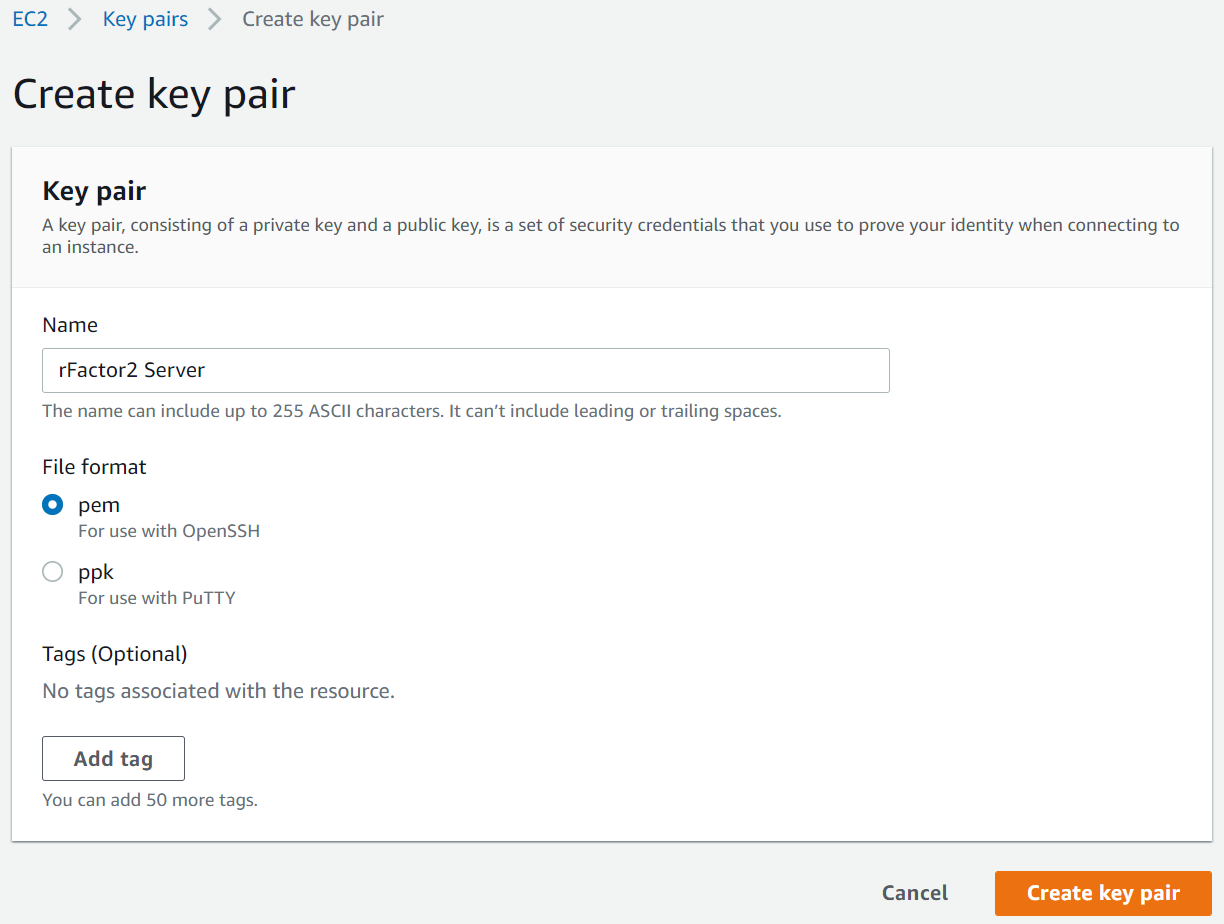 EC2 Key pairs Create key pair
Create key pair
Key pair
A key pair, consisting of a private key and a public key, is a set of security credentials that you use to prove your identity when connecting to
an instance.
Name
rFactor2 Server
The name can include up to 255 ASCII characters. It can’t include leading or trailing spaces.
File format
pem
For use with OpenSSH
ppk
For use with PuTTY
Tags (Optional)
No tags associated with the resource.
Add tag
You can add 50 more tags.
Cancel Create key pair